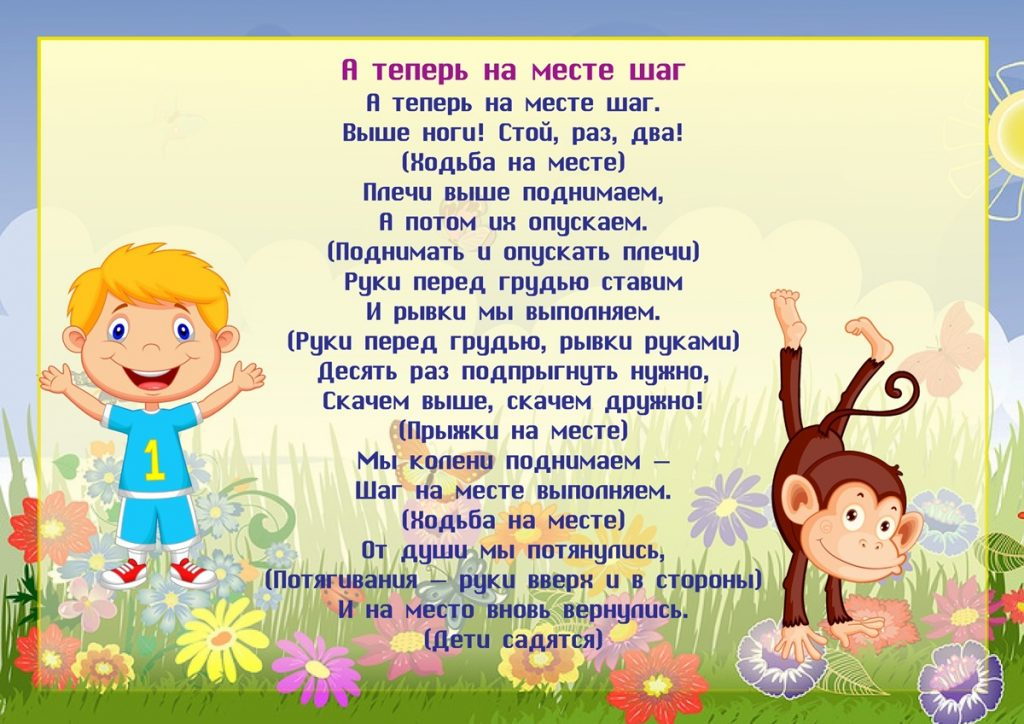 А теперь на месте шаг
А теперь на месте шаг.
Выше ноги! Стой, раз, два!
(Ходьба на месте)
Плечи выше поднимаем,
А потом их опускаем.
(Поднимать и опускать плечи)
Руки перед грудью ставим
И рывки мы выполняем.
(Руки перед грудью, рывки руками)
Десять раз подпрыгнуть нужно,
Скачем выше, скачем дружно!
(Прыжки на месте)
Мы колени поднимаем –
Шаг на месте выполняем.
(Ходьба на месте)
От души мы потянулись,
(Потягивания – руки вверх и в стороны)
И на место вновь вернулись.
(Дети садятся)
1